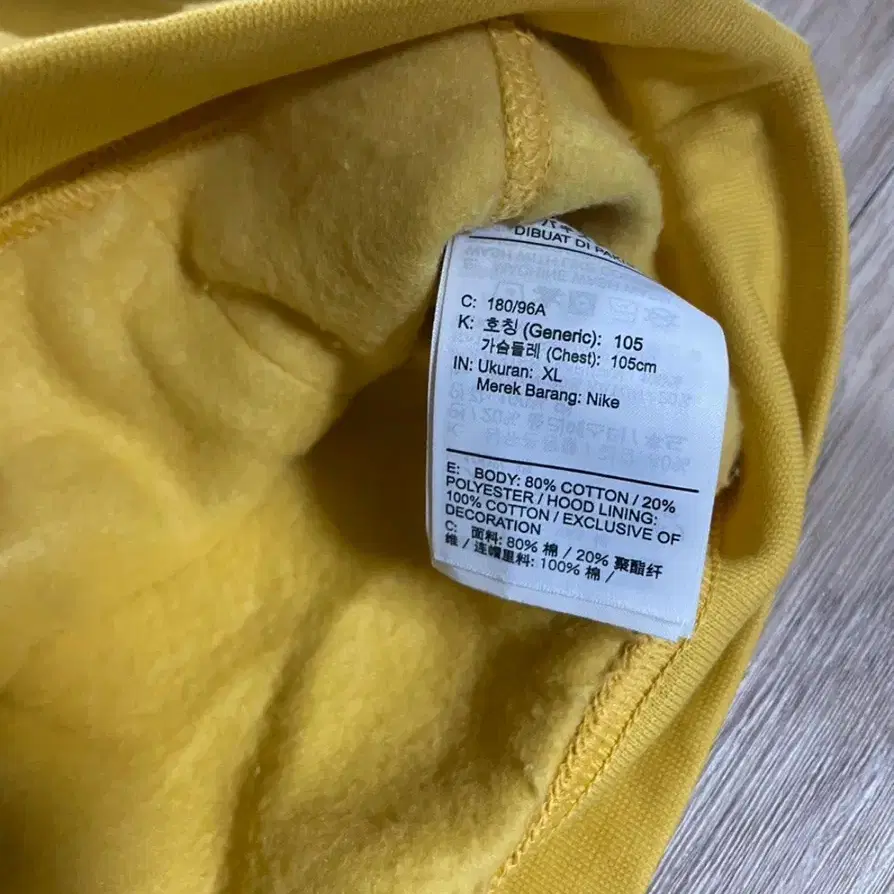 DIBUAT DI PAK
C: 180/96A
K: 호칭 (Generic): 105
가슴둘레 (Chest): 105cm
IN: Ukuran: XL
Merek Barang: Nike
E: BODY: 80% COTTON / 20%
POLYESTER / HOOD LINING:
100% COTTON / EXCLUSIVE OF
DECORATION
C: 面料: 80% 棉 / 20% 聚酯纤
维 / 连帽里料: 100% 棉 /